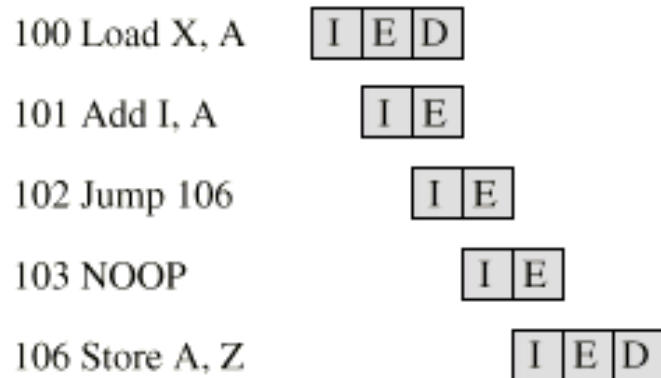 100 Load X, A I E D
101 Add I, A I E
102 Jump 106 I E
103 NOOP I E
106 Store A, Z I E D